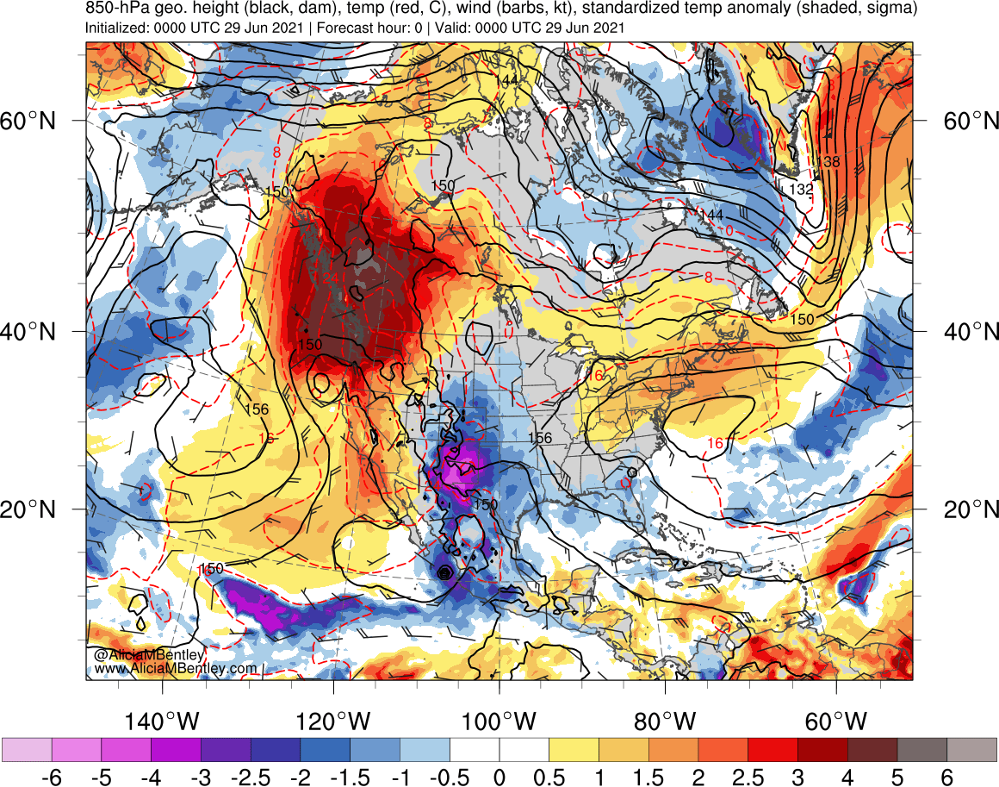 850-hPa geo. height (black, dam), temp (red, C), wind (barbs, kt), standardized temp anomaly (shaded, sigma)
Initialized: 0000 UTC 29 Jun 2021 | Forecast hour: 0 | Valid: 0000 UTC 29 Jun 2021
144
60°N 60°N
8
138
150 150 L132
144
0
8
150
40°N 40°N
150
16
156
16 156 16
150
20°N 20°N
150
@AliciaMBentley
www.AliciaMBentley.com |
140°W 120°W 100°W 80°W 60°W
-6 -5 -4 -3 -2.5 -2 -1.5 -1 -0.5 0 0.5 1 1.5 2 2.5 3 4 5 6